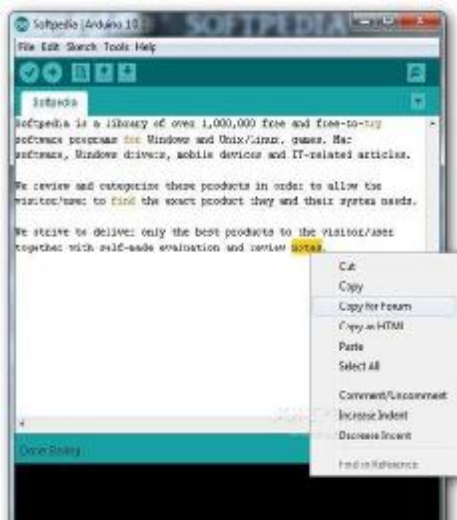 Softpedia | Arduino 1.0
SOFTPEDIA
File Edit Sketch Tools Help
Softpedia
Softpedia is a library of over 1,000,000 free and free-to-try
software programs for Windows and Unix/Linux, games, Mac
software, Windows drivers, mobile devices and IT-related articles.
We review and categorize these products in order to allow the
visitor/user to find the exact product they and their system needs.
We strive to deliver only the best products to the visitor/user
together with self-made evaluation and review notes.
Cut
Copy
Copy for Forum
Copy as HTML
Paste
Select All
Comment/Uncomment
Increase Indent
Decrease Indent
Find in Reference
Done Saving.